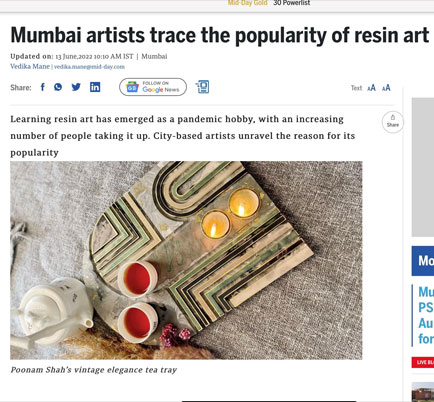 Mid-Day Gold 30 Powerlist
Mumbai artists trace the popularity of resin art
Updated on: 13 June,2022 10:10 AM IST | Mumbai
Vedika Mane | vedika.mane@mid-day.com
Share: FOLLOW ON Google News Text AA AA
Share
Learning resin art has emerged as a pandemic hobby, with an increasing
number of people taking it up. City-based artists unravel the reason for its
popularity
Mo
Mu
PS
Au
for
LIVE BL
Poonam Shah's vintage elegance tea tray